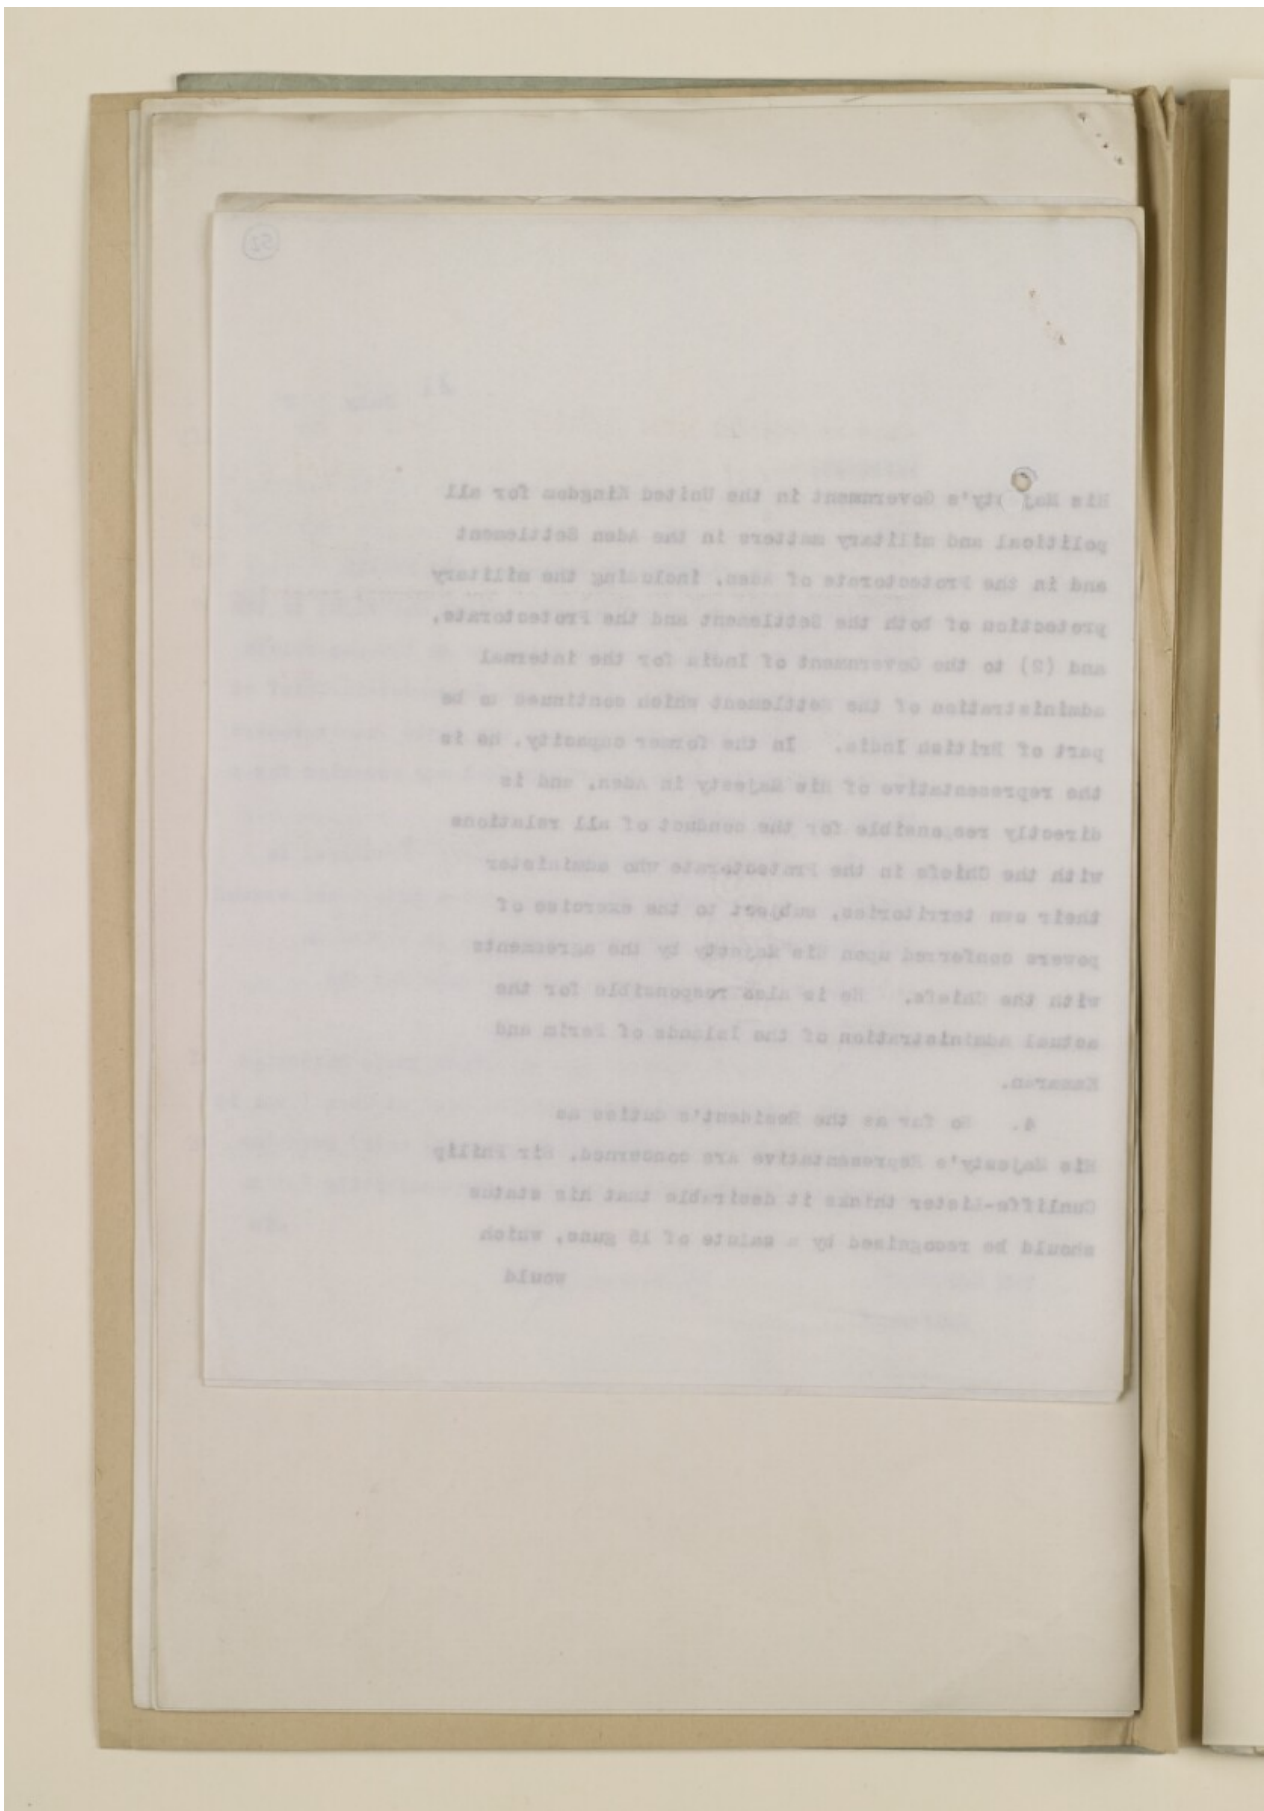 52
His Majesty's Government in the United Kingdom for all
political and military matters in the Aden Settlement
and in the Protectorate of Aden, including the military
protection of both the Settlement and the Protectorate,
and (2) to the Government of India for the internal
administration of the Settlement which continues to be
part of British India. In the former capacity, he is
the representative of His Majesty in Aden, and is
directly responsible for the conduct of all relations
with the Chiefs in the Protectorate who administer
their own territories, subject to the exercise of
powers conferred upon His Majesty by the agreements
with the Chiefs. He is also responsible for the
actual administration of the islands of Perim and
Kamaran.
4. So far as the Resident's duties as
His Majesty's Representative are concerned, Sir Philip
Cunliffe-Lister thinks it desirable that his status
should be recognised by a salute of 15 guns, which
would